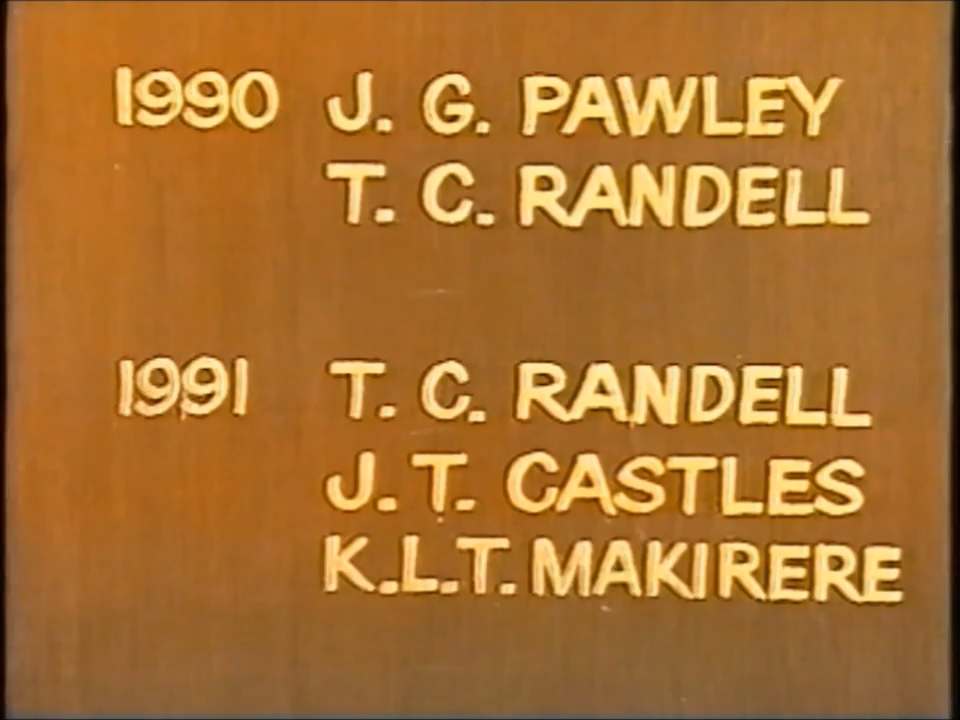 1990 J. G. PAWLEY
T. C. RANDELL
1991 T. C. RANDELL
J. T. CASTLES
K.L.T. MAKIRERE